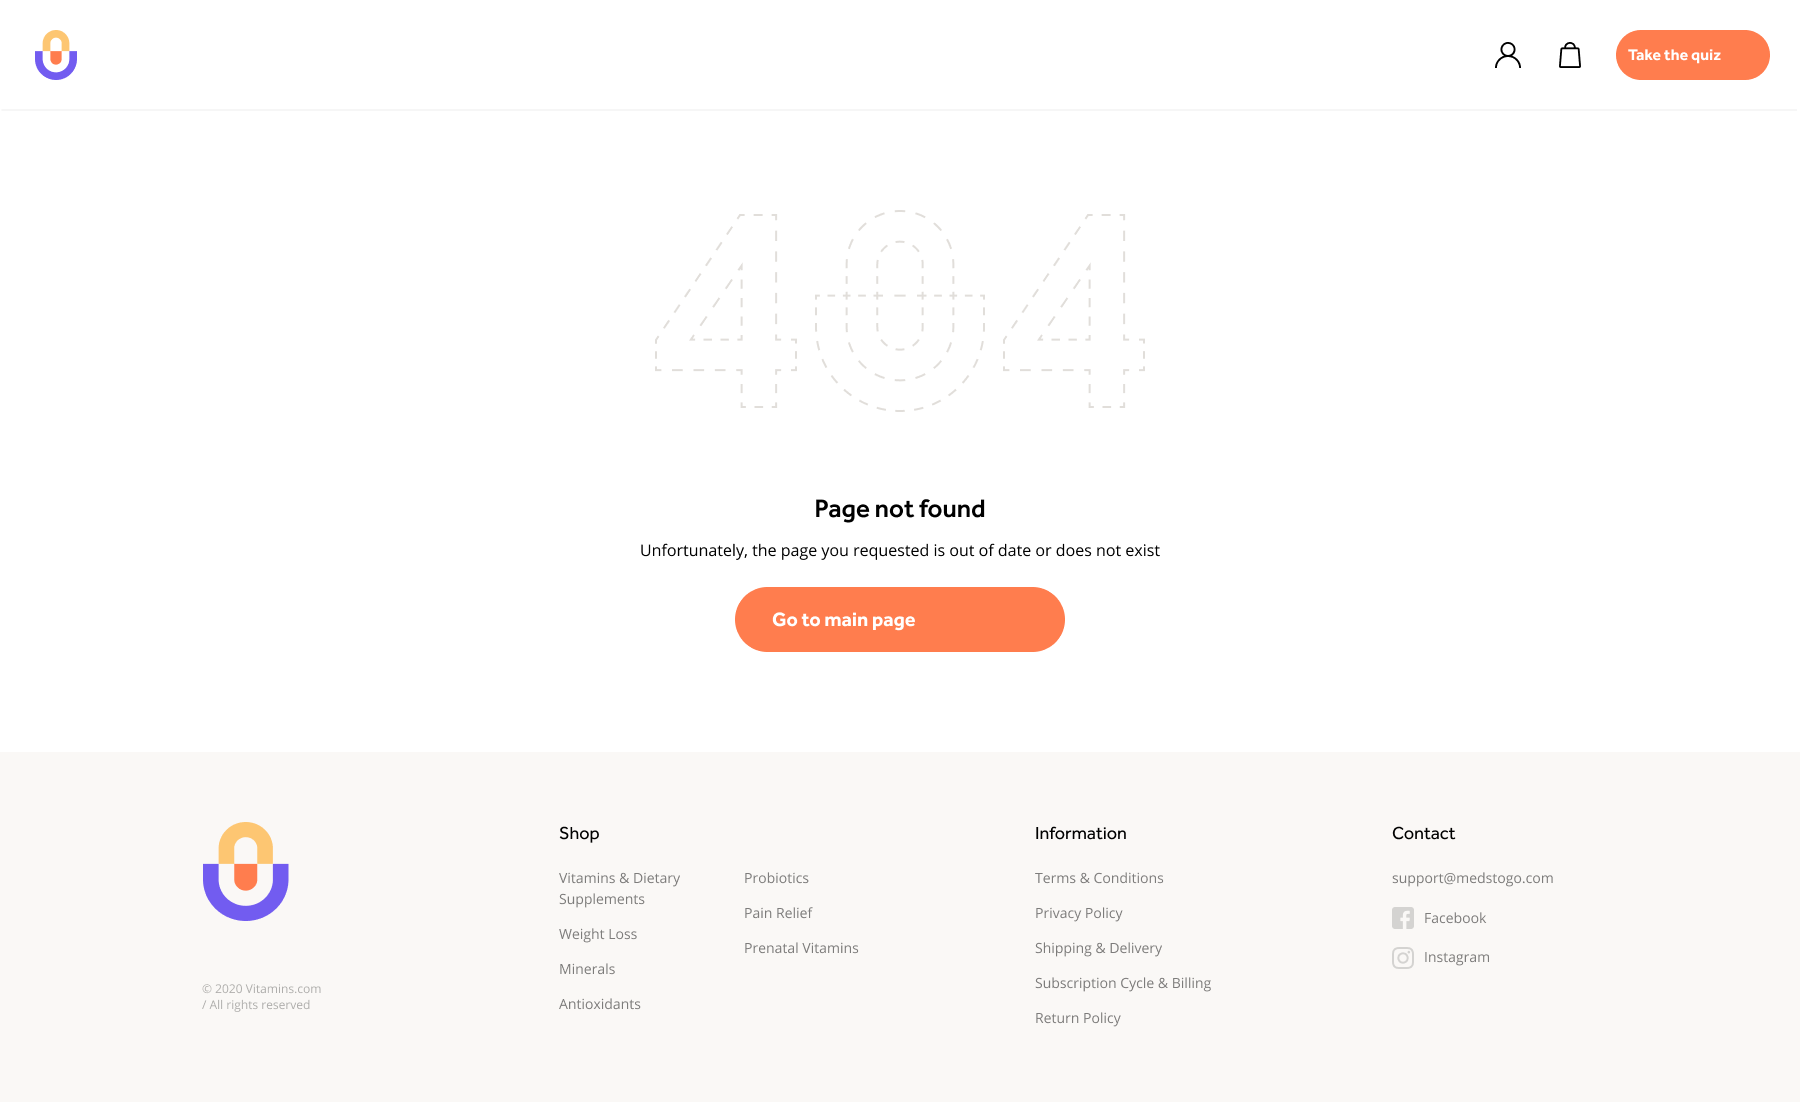 Take the quiz
404
Page not found
Unfortunately, the page you requested is out of date or does not exist
Go to main page
© 2020 Vitamins.com
/ All rights reserved
Shop
Vitamins & Dietary
Supplements
Weight Loss
Minerals
Antioxidants
Probiotics
Pain Relief
Prenatal Vitamins
Information
Terms & Conditions
Privacy Policy
Shipping & Delivery
Subscription Cycle & Billing
Return Policy
Contact
support@medstogo.com
Facebook
Instagram